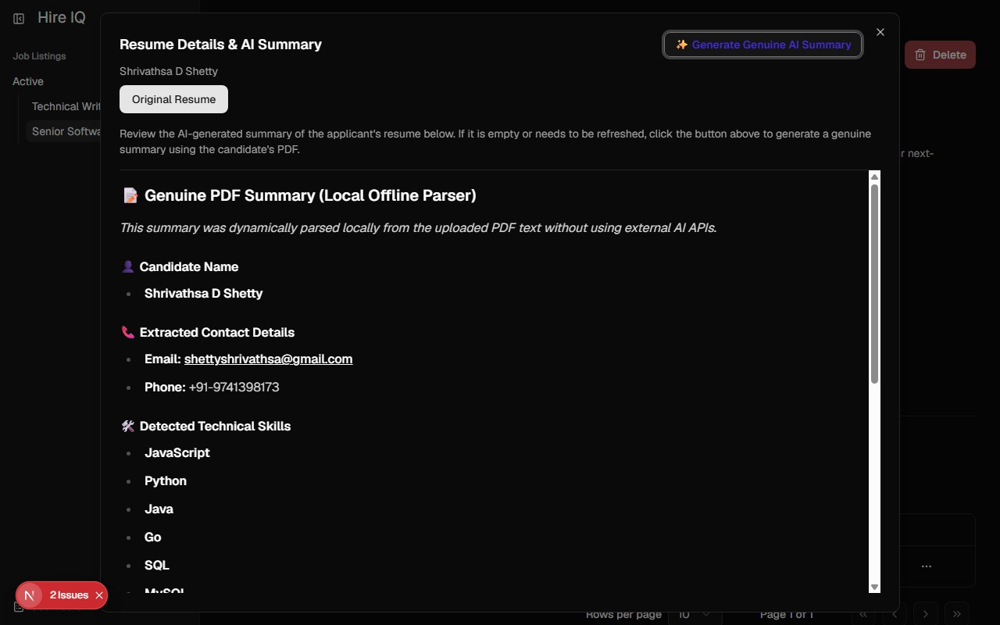 Hire IQ
Resume Details & AI Summary
✨ Generate Genuine AI Summary
Delete
Job Listings
Shrivathsa D Shetty
Active
Original Resume
Technical Writ
Senior Softwa
Review the AI-generated summary of the applicant's resume below. If it is empty or needs to be refreshed, click the button above to generate a genuine
summary using the candidate's PDF.
r next-
📝 Genuine PDF Summary (Local Offline Parser)
This summary was dynamically parsed locally from the uploaded PDF text without using external AI APIs.
👤 Candidate Name
• Shrivathsa D Shetty
📞 Extracted Contact Details
• Email: shettyshrivathsa@gmail.com
• Phone: +91-9741398173
🛠 Detected Technical Skills
• JavaScript
• Python
• Java
• Go
• SQL
• MySQL
N 2 Issues
Rows per page 10 Page 1 of 1